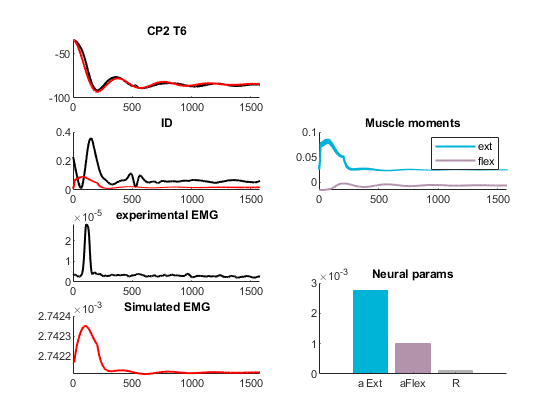 CP2 T6
-50
-100
0 500 1000 1500
ID
0.4
0.2
0
0 500 1000 1500
experimental EMG
×10-5
2
1
0
0 500 1000 1500
Simulated EMG
×10-3
2.7424
2.7423
2.7422
0 500 1000 1500
Muscle moments
0.1
0.05
0
ext
flex
0 500 1000 1500
Neural params
×10-3
3
2
1
0
a Ext aFlex R